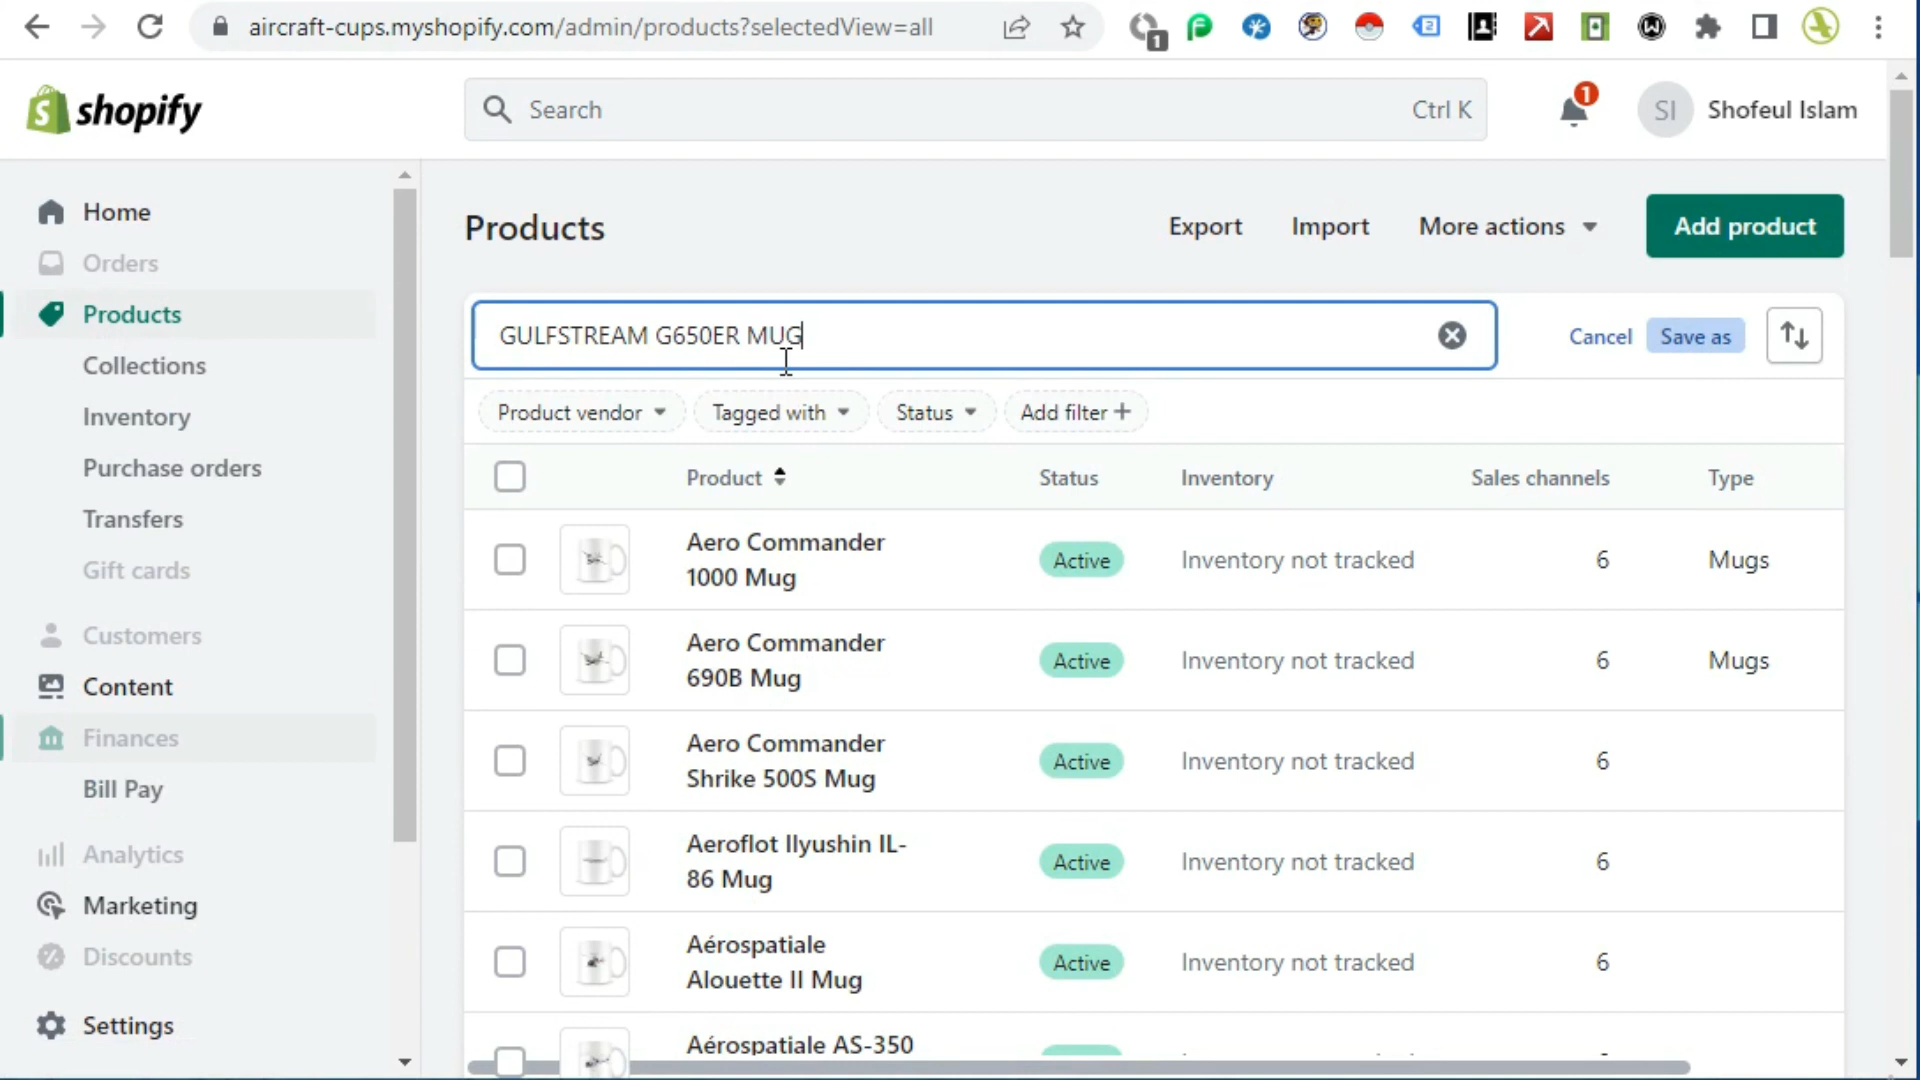 aircraft-cups.myshopify.com/admin/products?selectedView=all
1
2
shopify
Search
Ctrl K
1
SI
Shofeul Islam
Home
Orders
Products
Collections
Inventory
Purchase orders
Transfers
Gift cards
Customers
Content
Finances
Bill Pay
Analytics
Marketing
Discounts
Settings
Products
Export
Import
More actions
Add product
GULFSTREAM G650ER MUG
Cancel
Save as
Product vendor
Tagged with
Status
Add filter +
Product
Status
Inventory
Sales channels
Type
Aero Commander
1000 Mug
Active
Inventory not tracked
6
Mugs
Aero Commander
690B Mug
Active
Inventory not tracked
6
Mugs
Aero Commander
Shrike 500S Mug
Active
Inventory not tracked
6
Aeroflot Ilyushin IL-
86 Mug
Active
Inventory not tracked
6
Aérospatiale
Alouette II Mug
Active
Inventory not tracked
6
Aérospatiale AS-350